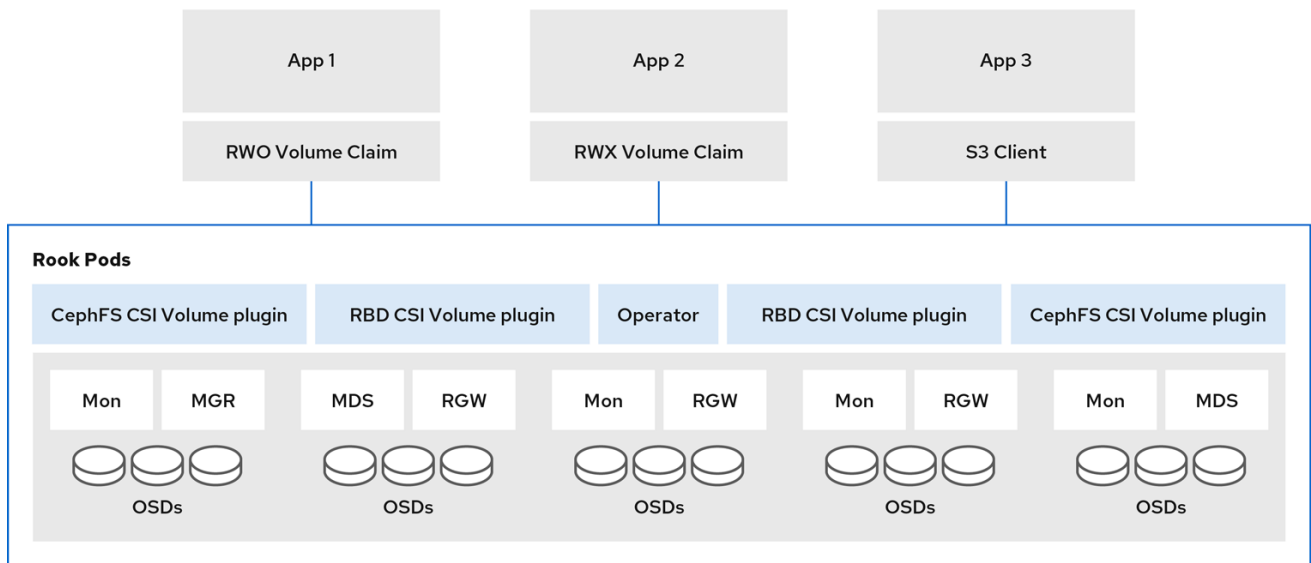 App 1
App 2
App 3
RWO Volume Claim
RWX Volume Claim
S3 Client
Rook Pods
CephFS CSI Volume plugin
RBD CSI Volume plugin
Operator
RBD CSI Volume plugin
CephFS CSI Volume plugin
Mon
MGR
MDS
RGW
Mon
RGW
Mon
RGW
Mon
MDS
OSDs
OSDs
OSDs
OSDs
OSDs